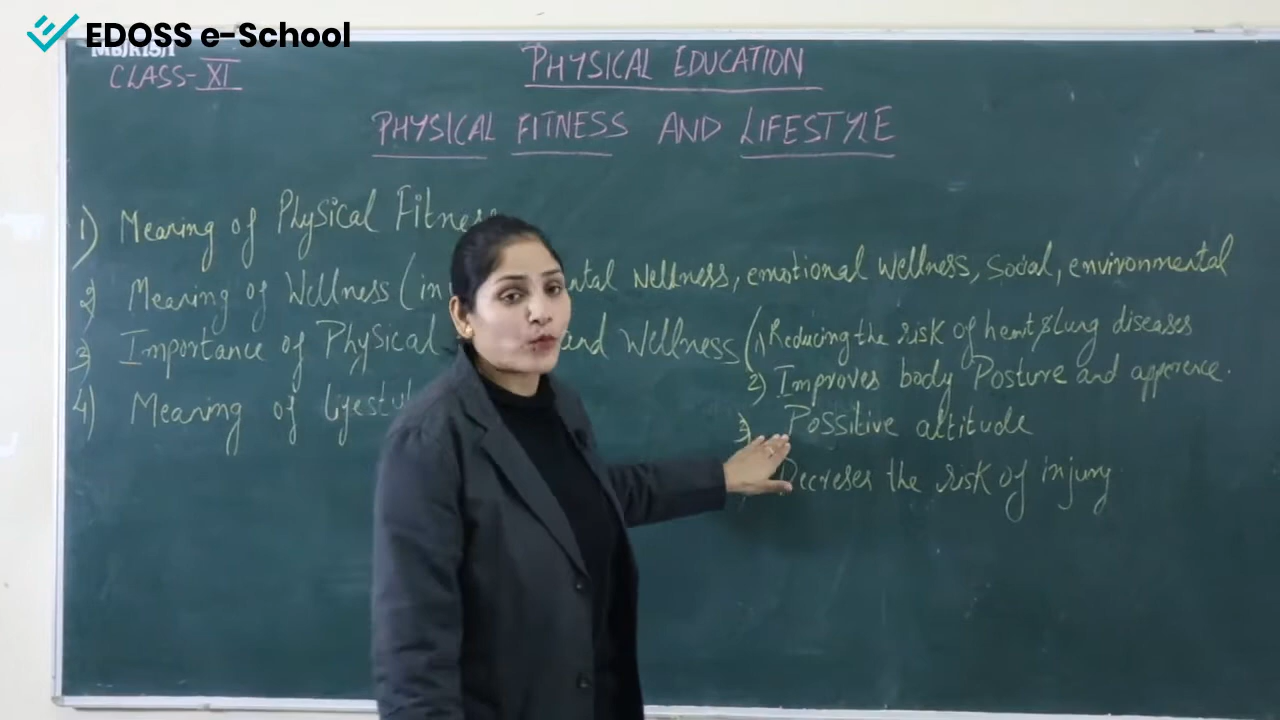 EDOSS e-School
CLASS-XI
PHYSICAL EDUCATION
PHYSICAL FITNESS AND LIFESTYLE
1) Meaning of Physical Fitness
2) Meaning of Wellness (in ntal Wellness, emotional Wellness, Social, environmental
3) Importance of Physical and Wellness (1) Reducing the risk of heart & lung diseases
2) Improves body Posture and apperence.
4) Meaning of lifestyl
3) Possitive altitude
Decreses the risk of injury